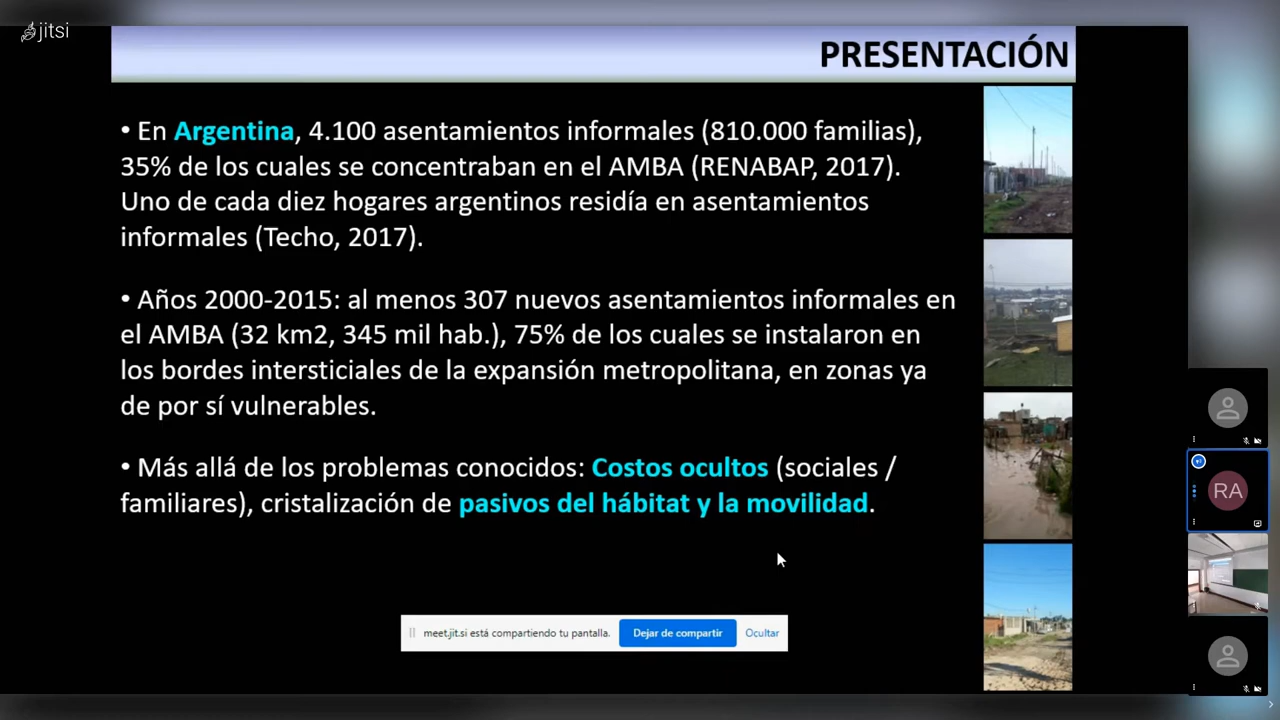 jitsi
PRESENTACIÓN
• En Argentina, 4.100 asentamientos informales (810.000 familias),
35% de los cuales se concentraban en el AMBA (RENABAP, 2017).
Uno de cada diez hogares argentinos residía en asentamientos
informales (Techo, 2017).
• Años 2000-2015: al menos 307 nuevos asentamientos informales en
el AMBA (32 km2, 345 mil hab.), 75% de los cuales se instalaron en
los bordes intersticiales de la expansión metropolitana, en zonas ya
de por sí vulnerables.
• Más allá de los problemas conocidos: Costos ocultos (sociales /
familiares), cristalización de pasivos del hábitat y la movilidad.
meet.jit.si está compartiendo tu pantalla. Dejar de compartir Ocultar
RA